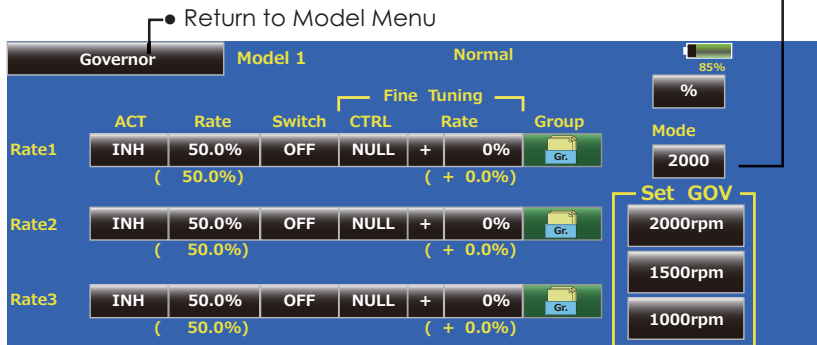 ● Return to Model Menu
Governor Model 1 Normal 85%
%
Fine Tuning
ACT Rate Switch CTRL Rate Group
Mode
Rate1 INH 50.0% OFF NULL + 0% Gr.
2000
( 50.0%) ( + 0.0%)
Set GOV
Rate2 INH 50.0% OFF NULL + 0% Gr.
2000rpm
( 50.0%) ( + 0.0%)
1500rpm
Rate3 INH 50.0% OFF NULL + 0% Gr.
1000rpm
( 50.0%) ( + 0.0%)